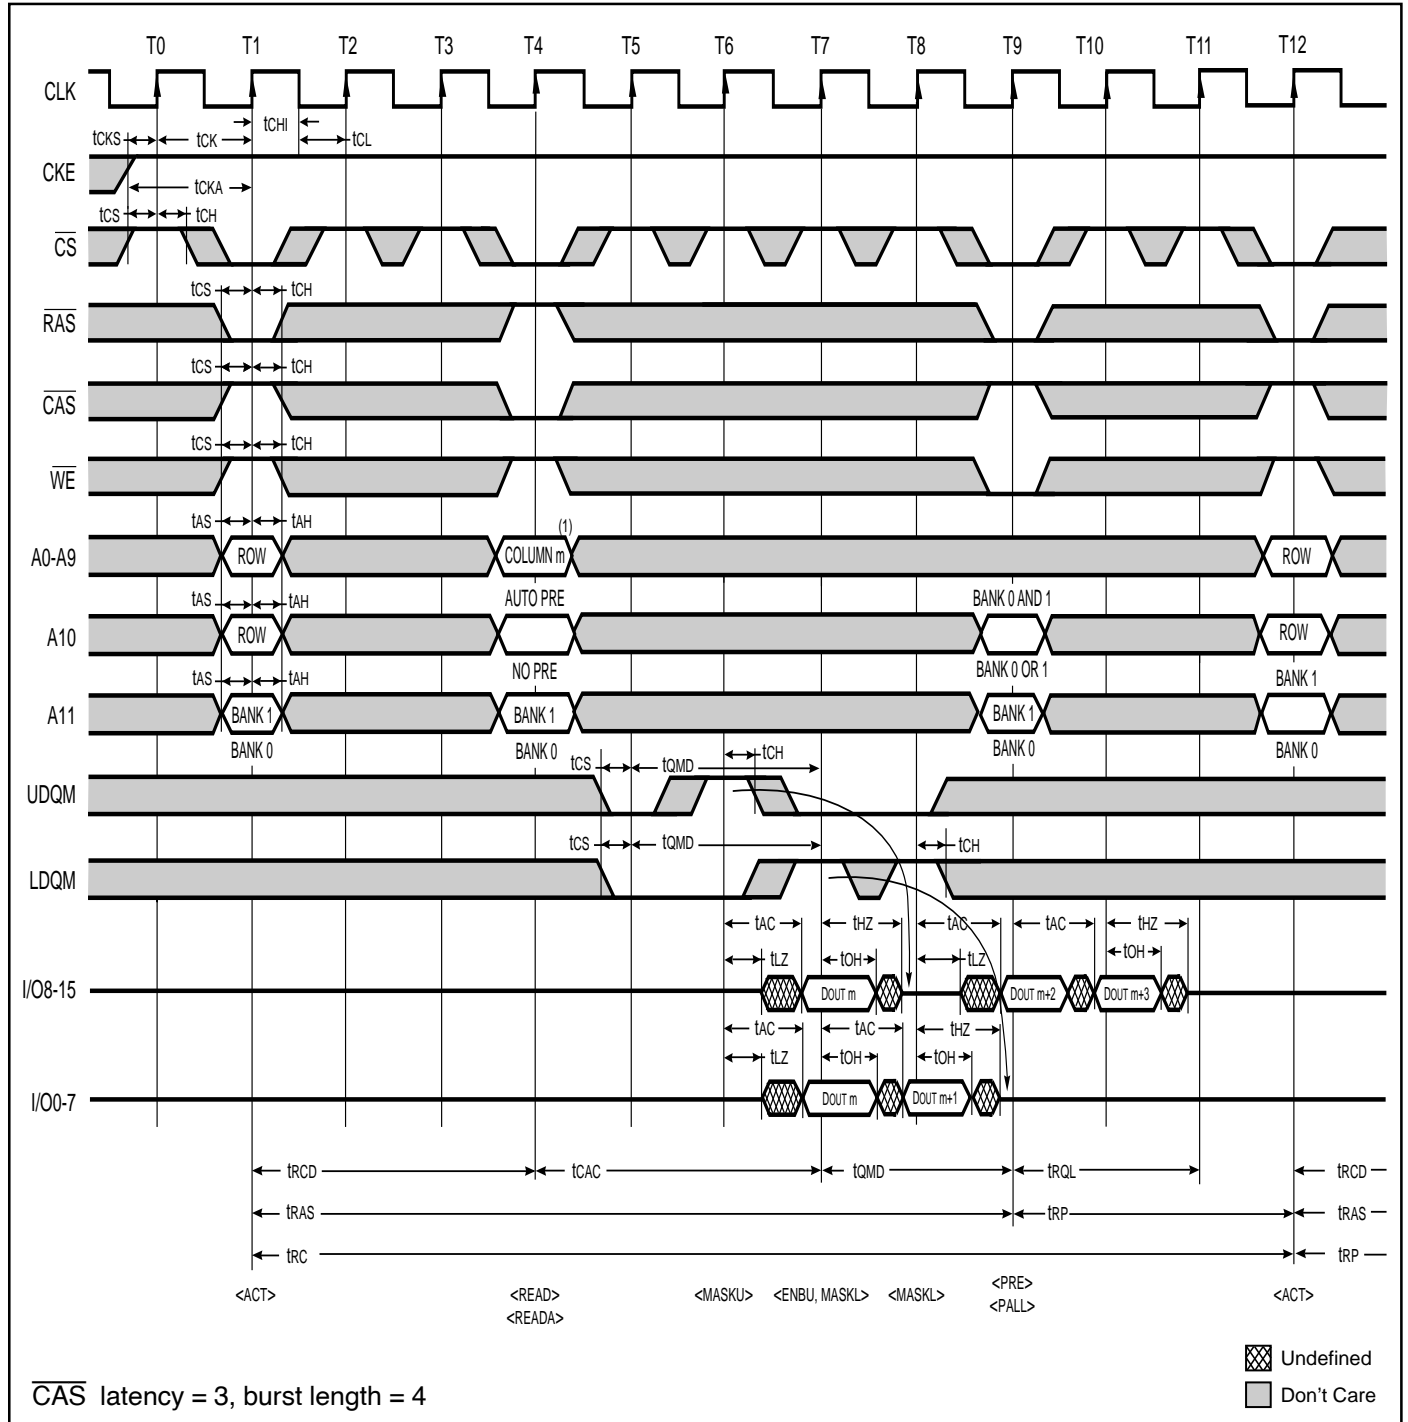 T0 T1 T2 T3 T4 T5 T6 T7 T8 T9 T10 T11 T12
CLK
tCHI
tCKS tCK tCL
CKE
tCKA
tCS tCH
CS
tCS tCH
RAS
tCS tCH
CAS
tCS tCH
WE
tAS tAH (1)
A0-A9 ROW COLUMN m ROW
tAS tAH AUTO PRE BANK 0 AND 1
A10 ROW ROW
tAS tAH NO PRE BANK 0 OR 1 BANK 1
A11 BANK 1 BANK 1 BANK 1
BANK 0 BANK 0 BANK 0 BANK 0
tCS tQMD tCH
UDQM
tCS tQMD tCH
LDQM
tAC tHZ tAC tAC tHZ
tLZ tOH tLZ tOH
I/O8-15 DOUT m DOUT m+2 DOUT m+3
tAC tAC tHZ
tLZ tOH tOH
I/O0-7 DOUT m DOUT m+1
tRCD tCAC tQMD tRQL tRCD
tRAS tRP tRAS
tRC tRP
<ACT> <READ> <MASKU> <ENBU, MASKL> <MASKL> <PRE> <ACT>
<READA> <PALL>
Undefined
Don't Care
CAS latency = 3, burst length = 4